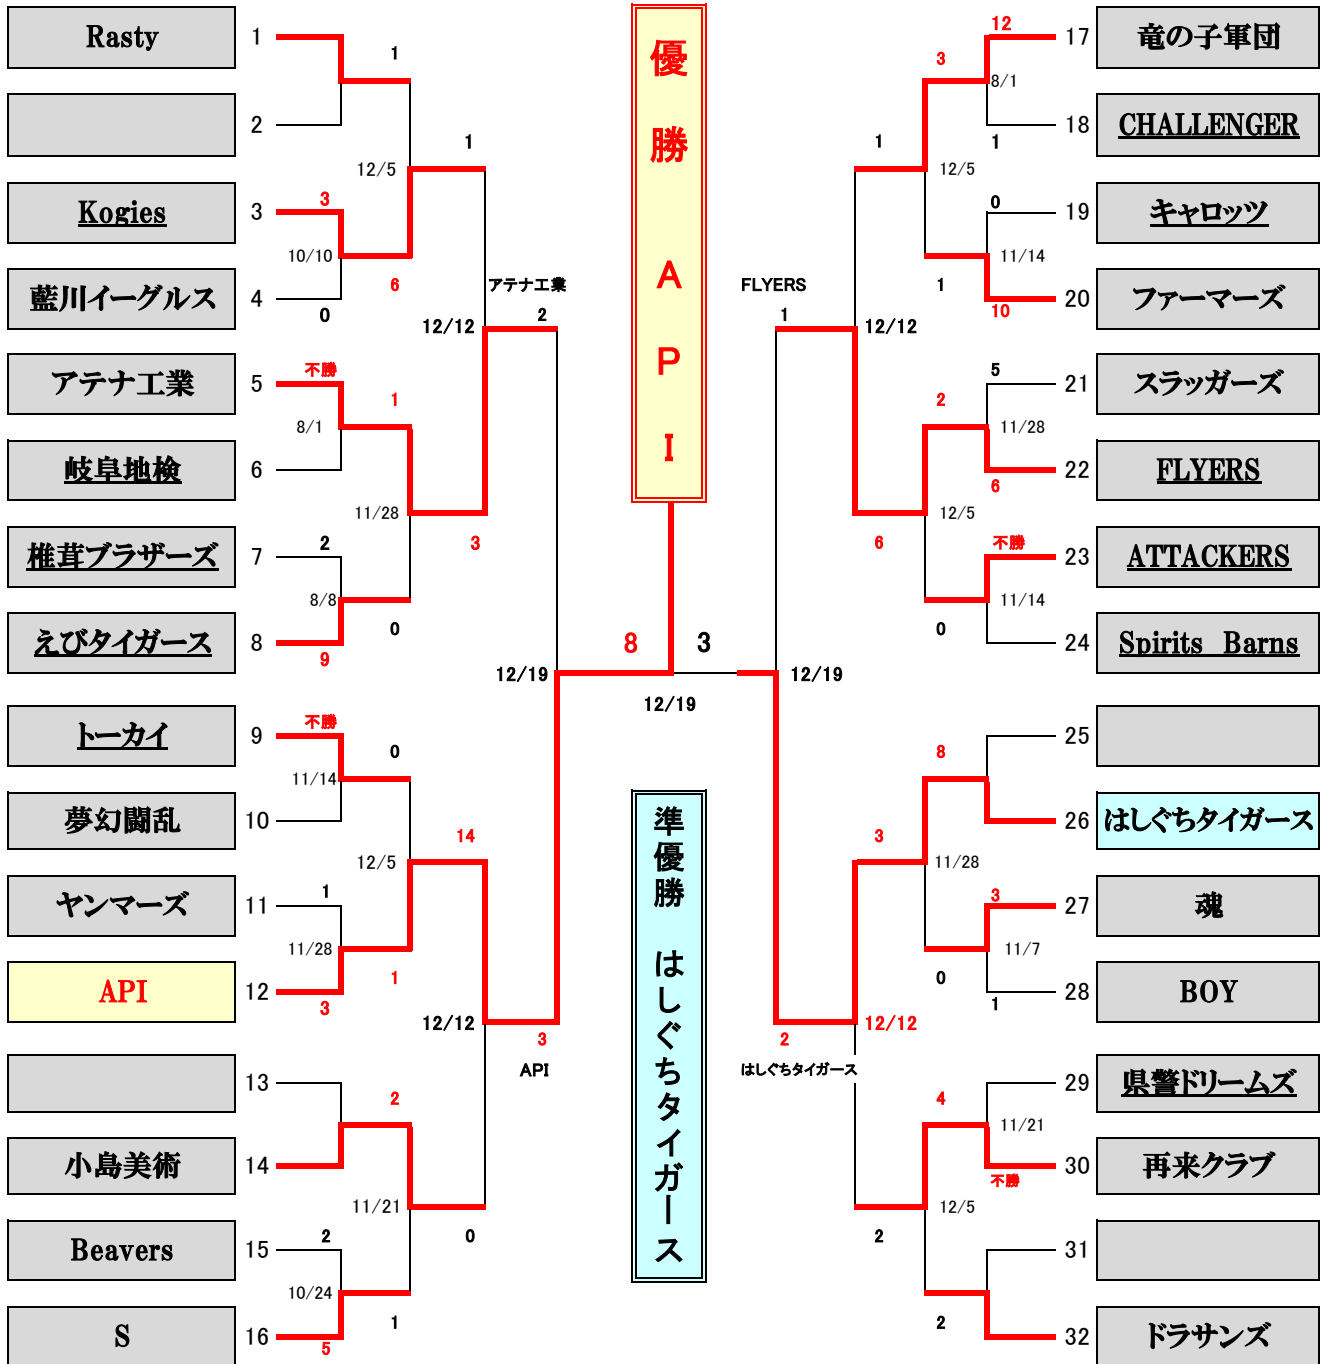 Rasty
1
1
2
12/5
1
Kogies
3
3
10/10
6
藍川イーグルス
4
0
アテナ工業
2
12/12
アテナ工業
5
不勝
1
8/1
岐阜地検
6
11/28
3
椎茸ブラザーズ
7
2
8/8
0
えびタイガース
8
9
12/19
トーカイ
9
不勝
0
11/14
夢幻闘乱
10
14
12/5
ヤンマーズ
11
1
11/28
1
API
12
3
12/12
3
API
13
2
小島美術
14
11/21
0
Beavers
15
2
10/24
1
S
16
5
優勝 API
8
3
12/19
準優勝 はしぐちタイガース
12
17
竜の子軍団
3
8/1
18
CHALLENGER
1
1
12/5
0
19
キャロッツ
11/14
1
20
ファーマーズ
10
FLYERS
1
12/12
5
21
スラッガーズ
2
11/28
22
FLYERS
6
12/5
6
不勝
23
ATTACKERS
11/14
0
24
Spirits Barns
12/19
25
8
26
はしぐちタイガース
3
11/28
3
27
魂
11/7
0
28
BOY
1
12/12
2
はしぐちタイガース
29
県警ドリームズ
4
11/21
30
再来クラブ
不勝
12/5
2
31
2
32
ドラサンズ